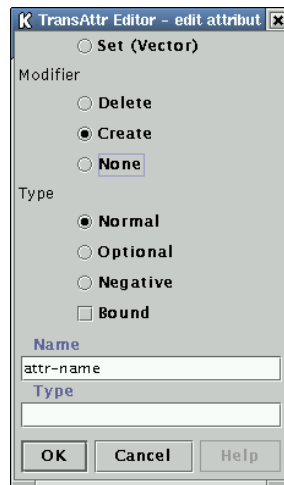 TransAttr Editor - edit attribut
Set (Vector)
Modifier
Delete
Create
None
Type
Normal
Optional
Negative
Bound
Name
attr-name
Type
OK Cancel Help